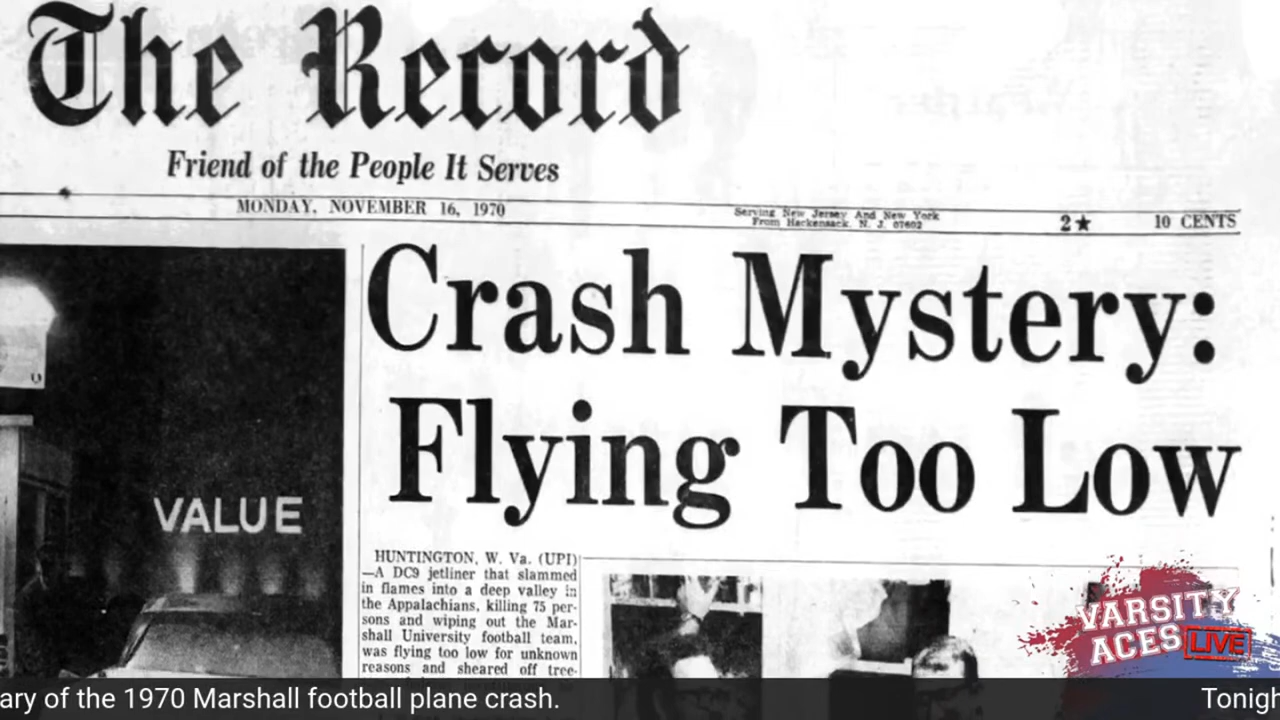 The Record
Friend of the People It Serves
MONDAY, NOVEMBER 16, 1970
Serving New Jersey And New York
From Hackensack, N. J. 07602
2★
10 CENTS
Crash Mystery:
Flying Too Low
VALUE
HUNTINGTON, W. Va. (UPI)
—A DC9 jetliner that slammed
in flames into a deep valley in
the Appalachians, killing 75 per-
sons and wiping out the Mar-
shall University football team,
was flying too low for unknown
reasons and sheared off tree-
VARSITY
ACES LIVE
ary of the 1970 Marshall football plane crash.
Tonigh